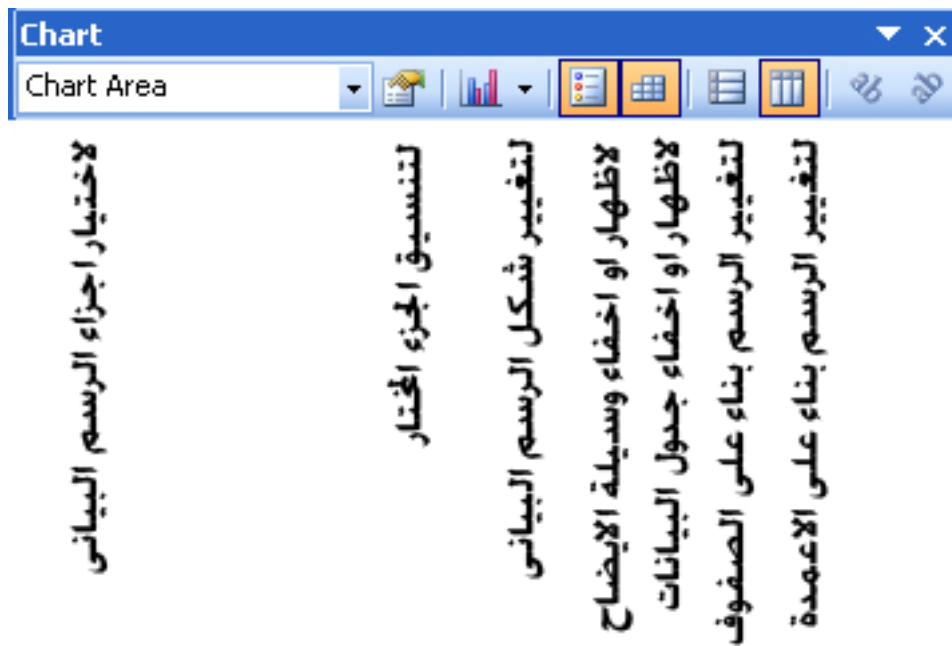 Chart
Chart Area
لاختيار اجزاء الرسم البيانى
لتنسيق الجزء المختار
لتغيير شكل الرسم البيانى
لاظهار او اخفاء وسيلة الايضاح
لاظهار او اخفاء جدول البيانات
لتغيير الرسم بناء على الصفوف
لتغيير الرسم بناء على الاعمدة